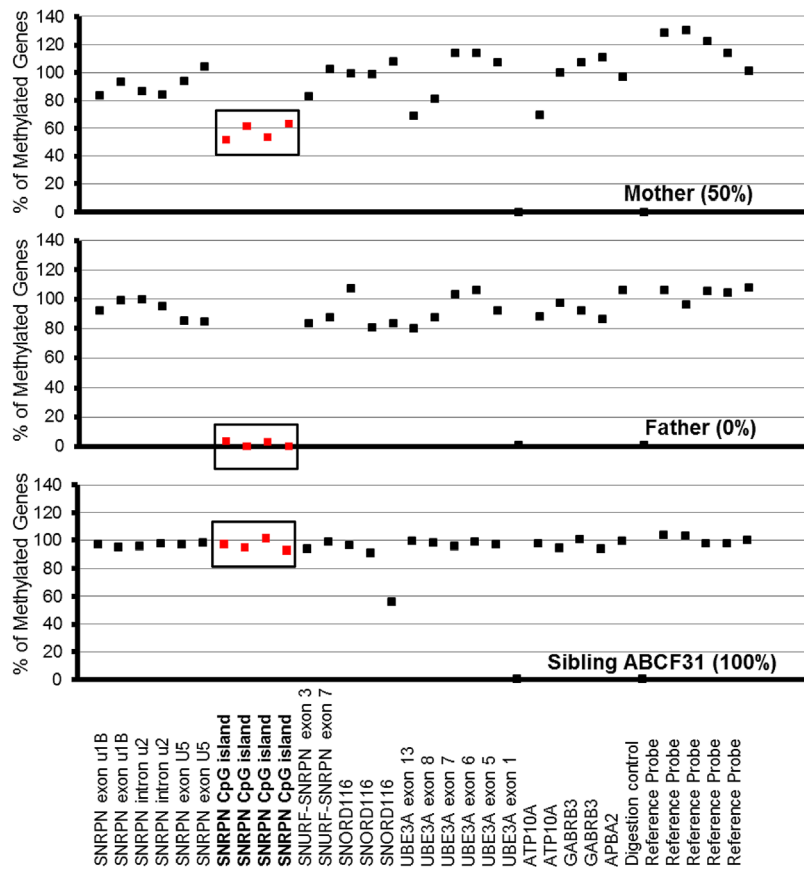 % of Methylated Genes
140
120
100
80
60
40
20
0
Mother (50%)
% of Methylated Genes
140
120
100
80
60
40
20
0
Father (0%)
% of Methylated Genes
140
120
100
80
60
40
20
0
Sibling ABCF31 (100%)
SNRPN exon u1B
SNRPN exon u1B
SNRPN intron u2
SNRPN intron u2
SNRPN exon U5
SNRPN exon U5
SNRPN CpG island
SNRPN CpG island
SNRPN CpG island
SNRPN CpG island
SNURF-SNRPN exon 3
SNURF-SNRPN exon 7
SNORD116
SNORD116
SNORD116
UBE3A exon 13
UBE3A exon 8
UBE3A exon 7
UBE3A exon 6
UBE3A exon 5
UBE3A exon 1
ATP10A
ATP10A
GABRB3
GABRB3
APBA2
Digestion control
Reference Probe
Reference Probe
Reference Probe
Reference Probe
Reference Probe